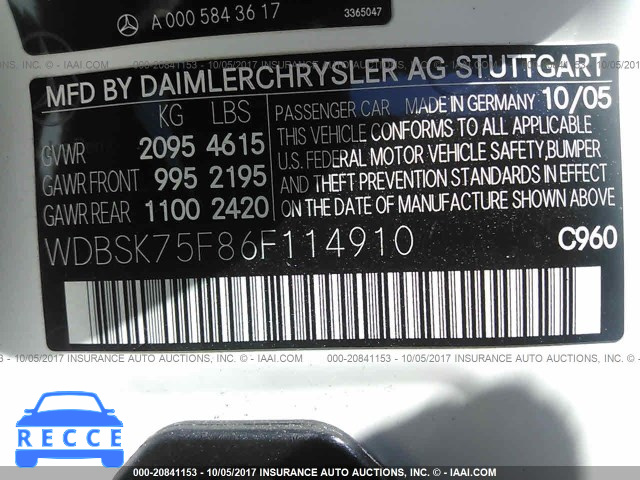 A 000 584 36 17
3365047
MFD BY DAIMLERCHRYSLER AG STUTTGART
KG LBS
GVWR 2095 4615
GAWR FRONT 995 2195
GAWR REAR 1100 2420
PASSENGER CAR MADE IN GERMANY 10/05
THIS VEHICLE CONFORMS TO ALL APPLICABLE
U.S. FEDERAL MOTOR VEHICLE SAFETY,BUMPER
AND THEFT PREVENTION STANDARDS IN EFFECT
ON THE DATE OF MANUFACTURE SHOWN ABOVE
WDBSK75F86F114910 C960
000-20841153 - 10/05/2017 INSURANCE AUTO AUCTIONS, INC. - © IAAI.COM
RECCE
000-20841153 - 10/05/2017 INSURANCE AUTO AUCTIONS, INC. - © IAAI.COM